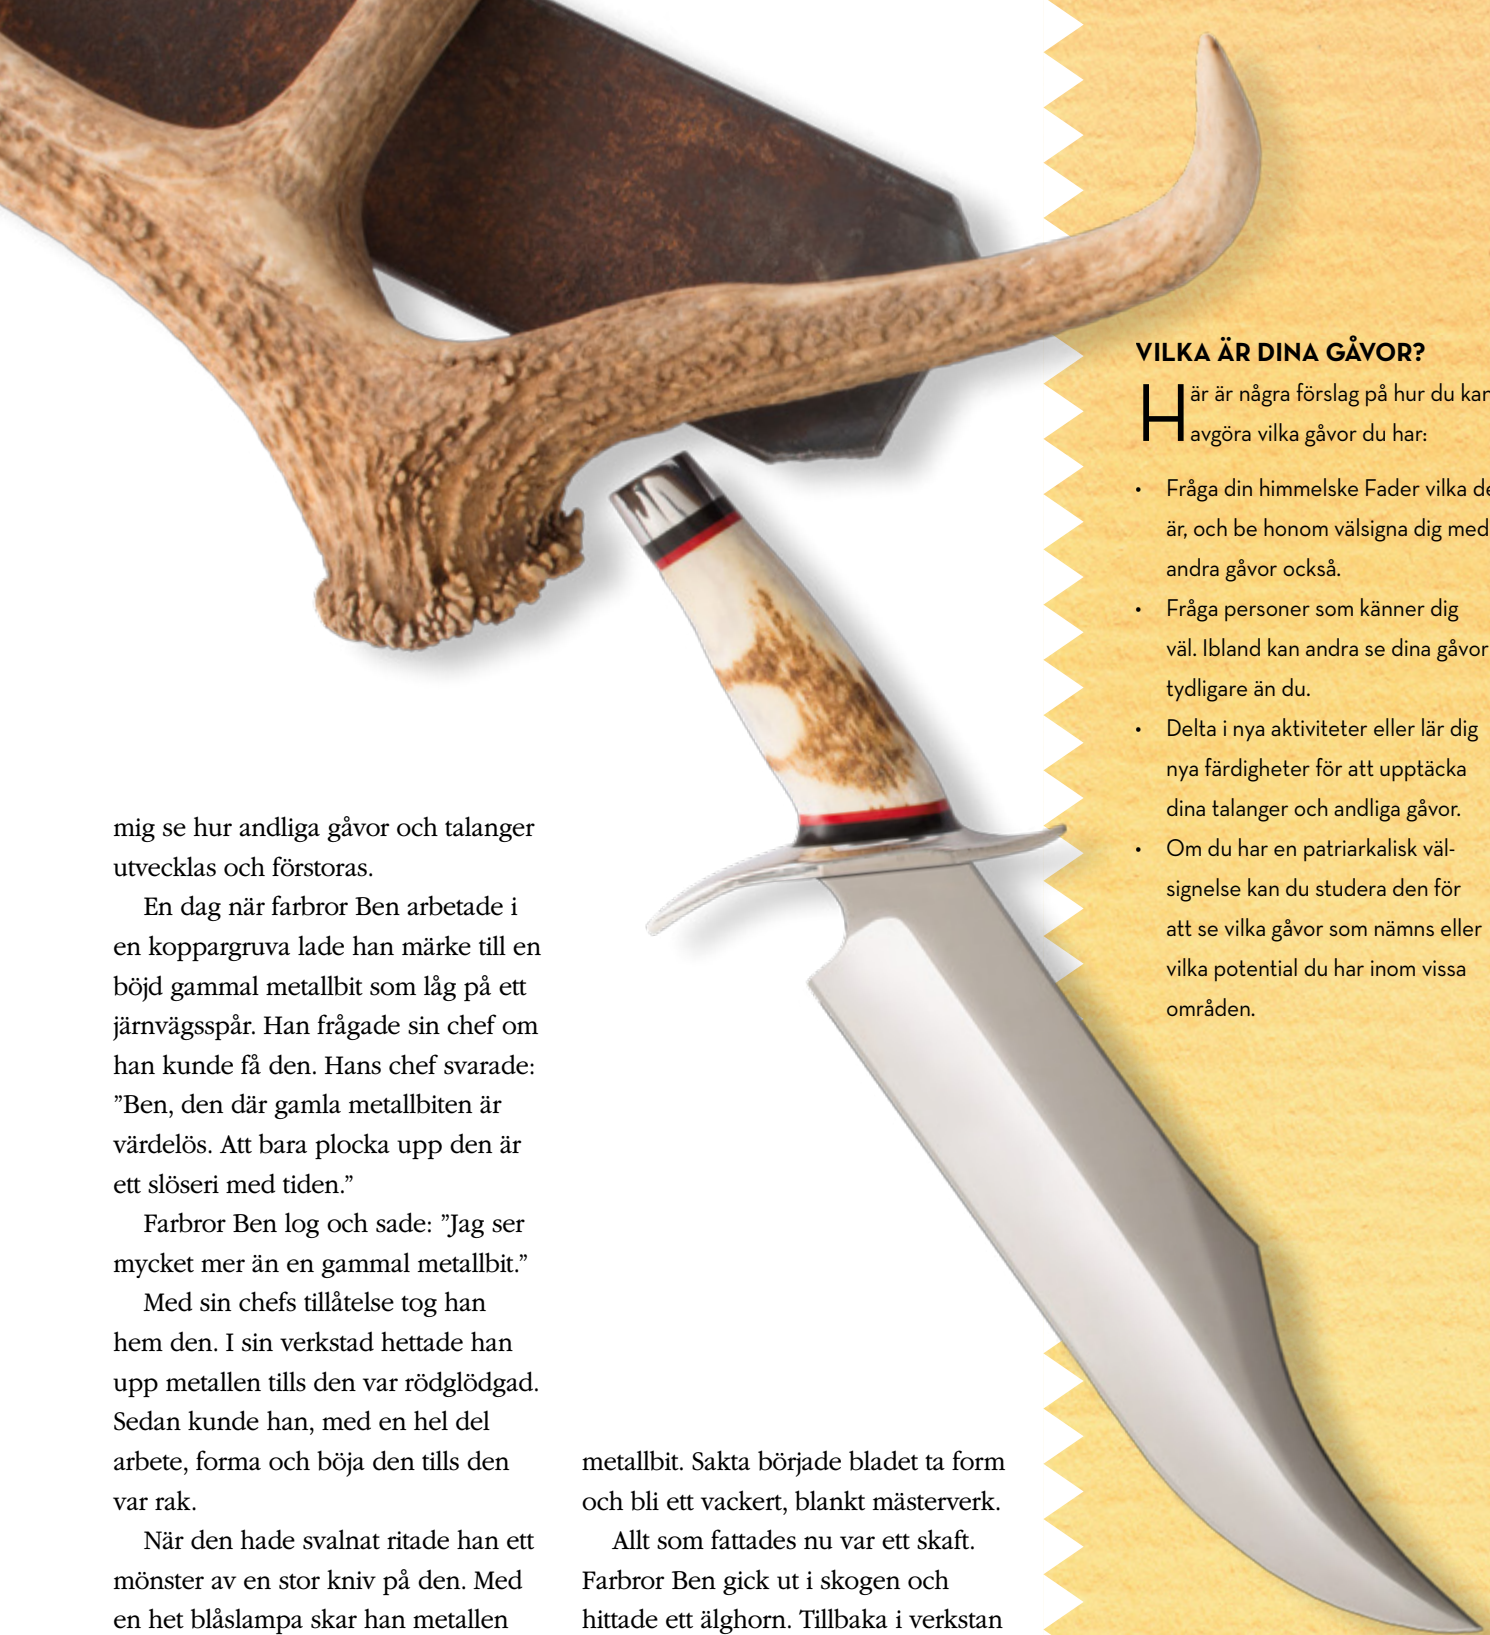 mig se hur andliga gåvor och talanger
utvecklas och förstoras.
En dag när farbror Ben arbetade i
en koppargruva lade han märke till en
böjd gammal metallbit som låg på ett
järnvägsspår. Han frågade sin chef om
han kunde få den. Hans chef svarade:
”Ben, den där gamla metallbiten är
värdelös. Att bara plocka upp den är
ett slöseri med tiden.”
Farbror Ben log och sade: ”Jag ser
mycket mer än en gammal metallbit.”
Med sin chefs tillåtelse tog han
hem den. I sin verkstad hettade han
upp metallen tills den var rödglödgad.
Sedan kunde han, med en hel del
arbete, forma och böja den tills den
var rak.
När den hade svalnat ritade han ett
mönster av en stor kniv på den. Med
en het blåslampa skar han metallen
metallbit. Sakta började bladet ta form
och bli ett vackert, blankt mästerverk.
Allt som fattades nu var ett skaft.
Farbror Ben gick ut i skogen och
hittade ett älghorn. Tillbaka i verkstan
VILKA ÄR DINA GÅVOR?
Här är några förslag på hur du kan
avgöra vilka gåvor du har:
• Fråga din himmelske Fader vilka de
är, och be honom välsigna dig med
andra gåvor också.
• Fråga personer som känner dig
väl. Ibland kan andra se dina gåvor
tydligare än du.
• Delta i nya aktiviteter eller lär dig
nya färdigheter för att upptäcka
dina talanger och andliga gåvor.
• Om du har en patriarkalisk väl-
signelse kan du studera den för
att se vilka gåvor som nämns eller
vilka potential du har inom vissa
områden.